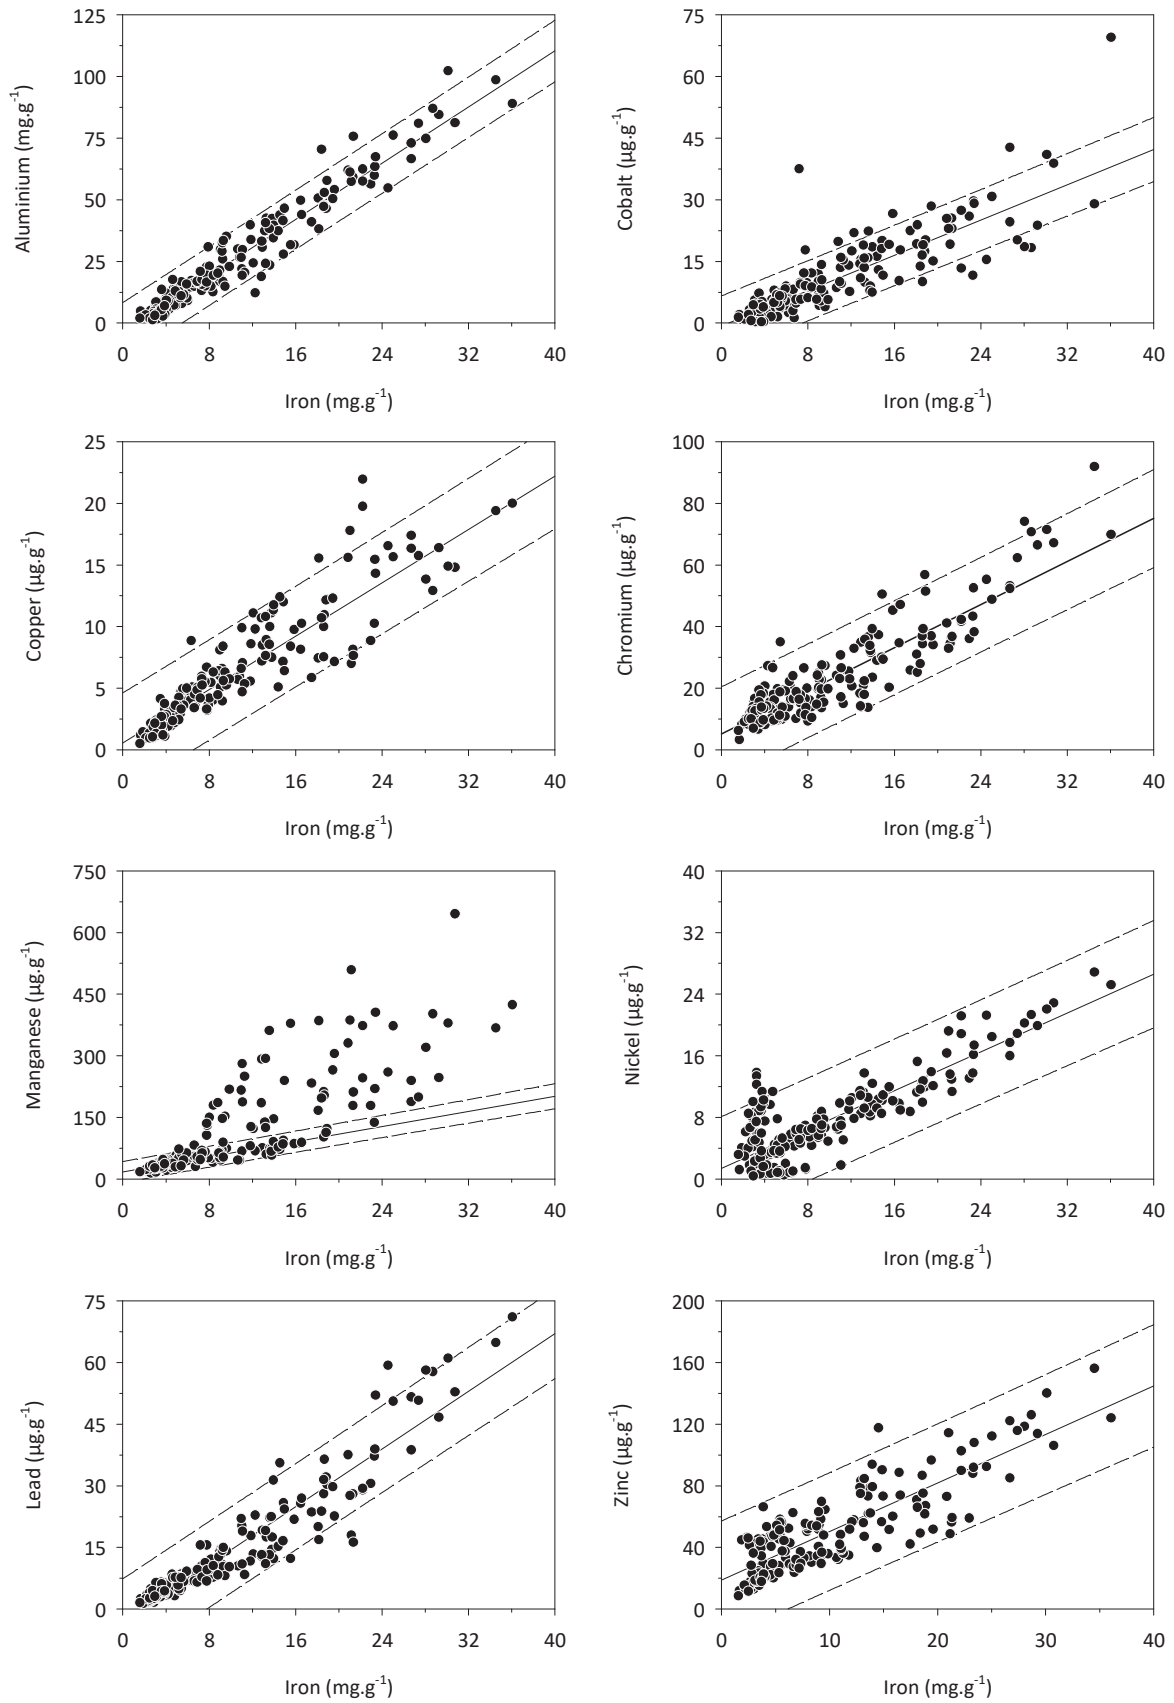 125
100
75
50
25
0
Aluminium (mg.g-1)
0 8 16 24 32 40
Iron (mg.g-1)
75
60
45
30
15
0
Cobalt (µg.g-1)
0 8 16 24 32 40
Iron (mg.g-1)
25
20
15
10
5
0
Copper (µg.g-1)
0 8 16 24 32 40
Iron (mg.g-1)
100
80
60
40
20
0
Chromium (µg.g-1)
0 8 16 24 32 40
Iron (mg.g-1)
750
600
450
300
150
0
Manganese (µg.g-1)
0 8 16 24 32 40
Iron (mg.g-1)
40
32
24
16
8
0
Nickel (µg.g-1)
0 8 16 24 32 40
Iron (mg.g-1)
75
60
45
30
15
0
Lead (µg.g-1)
0 8 16 24 32 40
Iron (mg.g-1)
200
160
120
80
40
0
Zinc (µg.g-1)
0 10 20 30 40
Iron (mg.g-1)